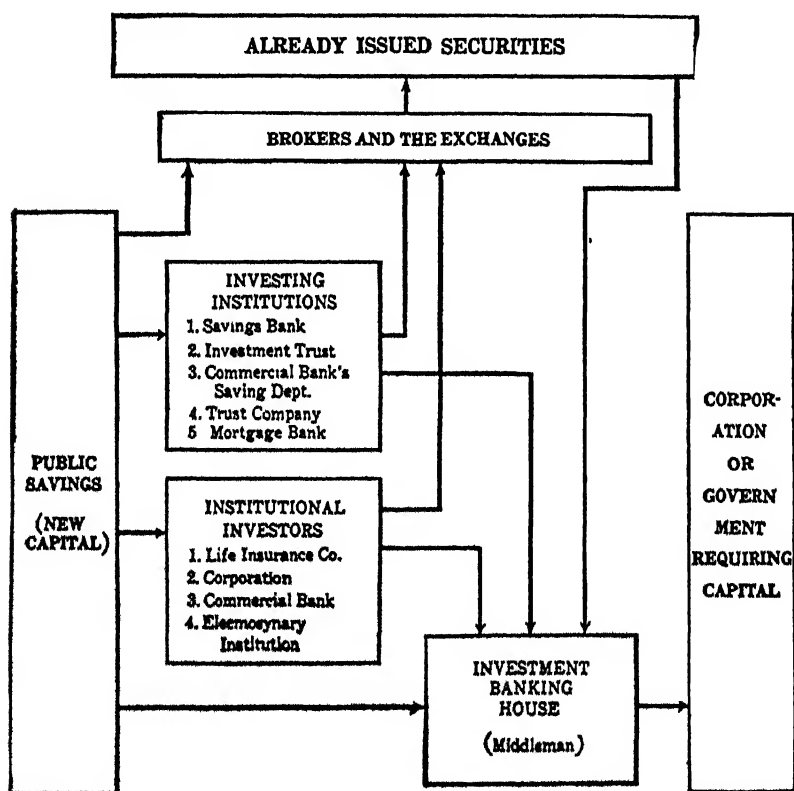 ALREADY ISSUED SECURITIES
BROKERS AND THE EXCHANGES
PUBLIC
SAVINGS
(NEW
CAPITAL)
INVESTING
INSTITUTIONS
1. Savings Bank
2. Investment Trust
3. Commercial Bank's
Saving Dept.
4. Trust Company
5 Mortgage Bank
INSTITUTIONAL
INVESTORS
1. Life Insurance Co.
2. Corporation
3. Commercial Bank
4. Eleemosynary
Institution
INVESTMENT
BANKING
HOUSE
(Middleman)
CORPOR-
ATION
OR
GOVERN
MENT
REQUIRING
CAPITAL